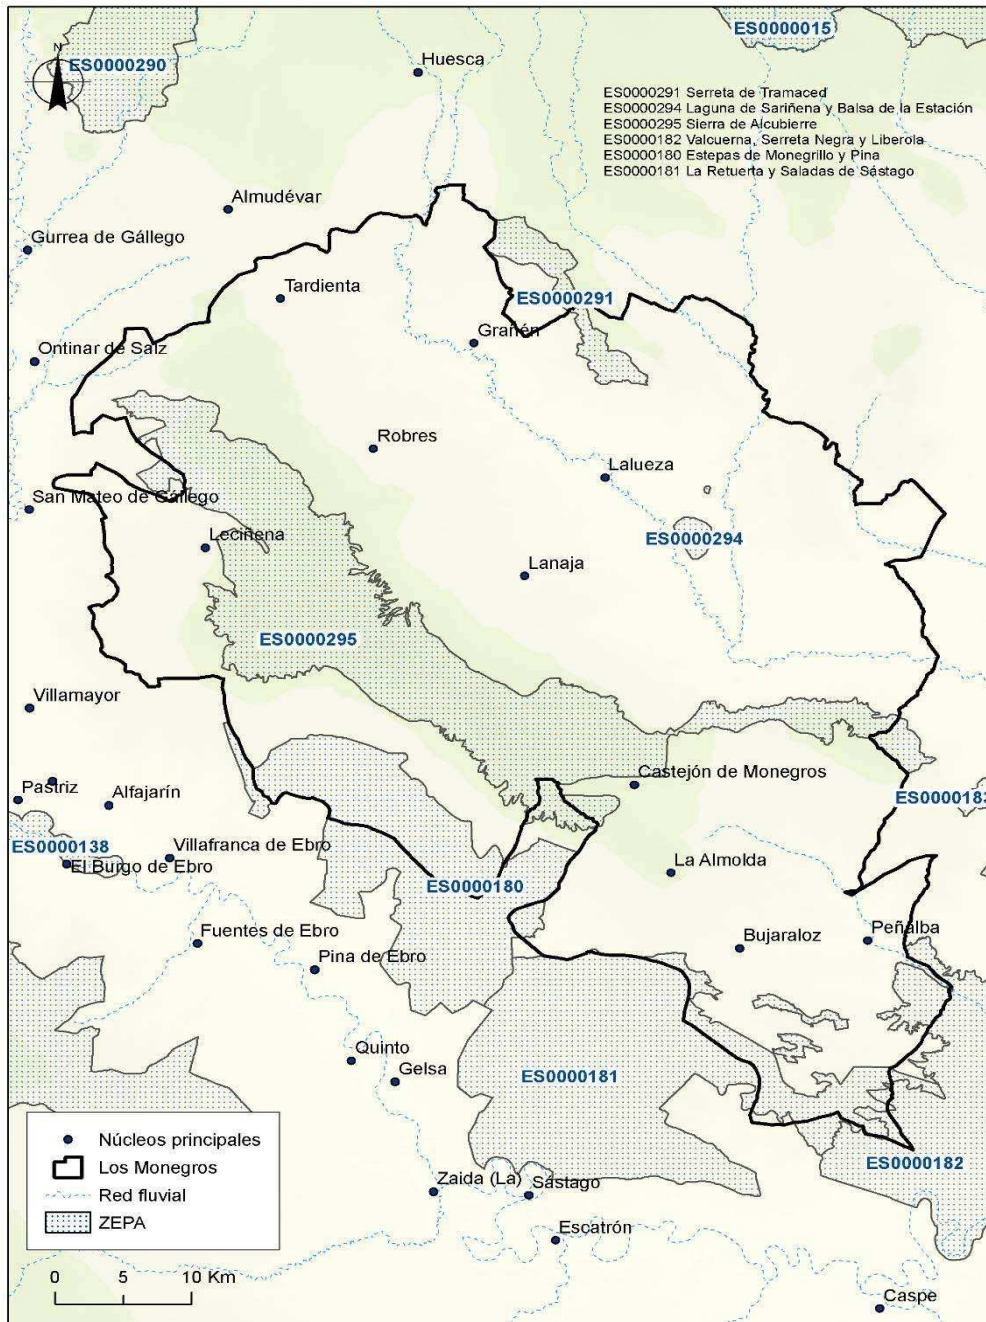 ES0000015
N
ES0000290
Huesca
ES0000291 Serreta de Tramaced
ES0000294 Laguna de Sariñena y Balsa de la Estación
ES0000295 Sierra de Alcubierre
ES0000182 Valcuerna, Serreta Negra y Liberola
ES0000180 Estepas de Monegrillo y Pina
ES0000181 La Retuerta y Saladas de Sástago
Almudévar
Gurrea de Gállego
Tardienta
ES0000291
Grañén
Ontinar de Salz
Robres
Lalueza
San Mateo de Gállego
Leciñena
ES0000294
Lanaja
ES0000295
Villamayor
Castejón de Monegros
Pastriz
Alfajarín
ES0000183
ES0000138
Villafranca de Ebro
El Burgo de Ebro
La Almolda
ES0000180
Fuentes de Ebro
Peñalba
Bujaraloz
Pina de Ebro
Quinto
Gelsa
ES0000181
Núcleos principales
Los Monegros
Red fluvial
ZEPA
ES0000182
Zaida (La)
Sástago
Escatrón
0 5 10 Km
Caspe